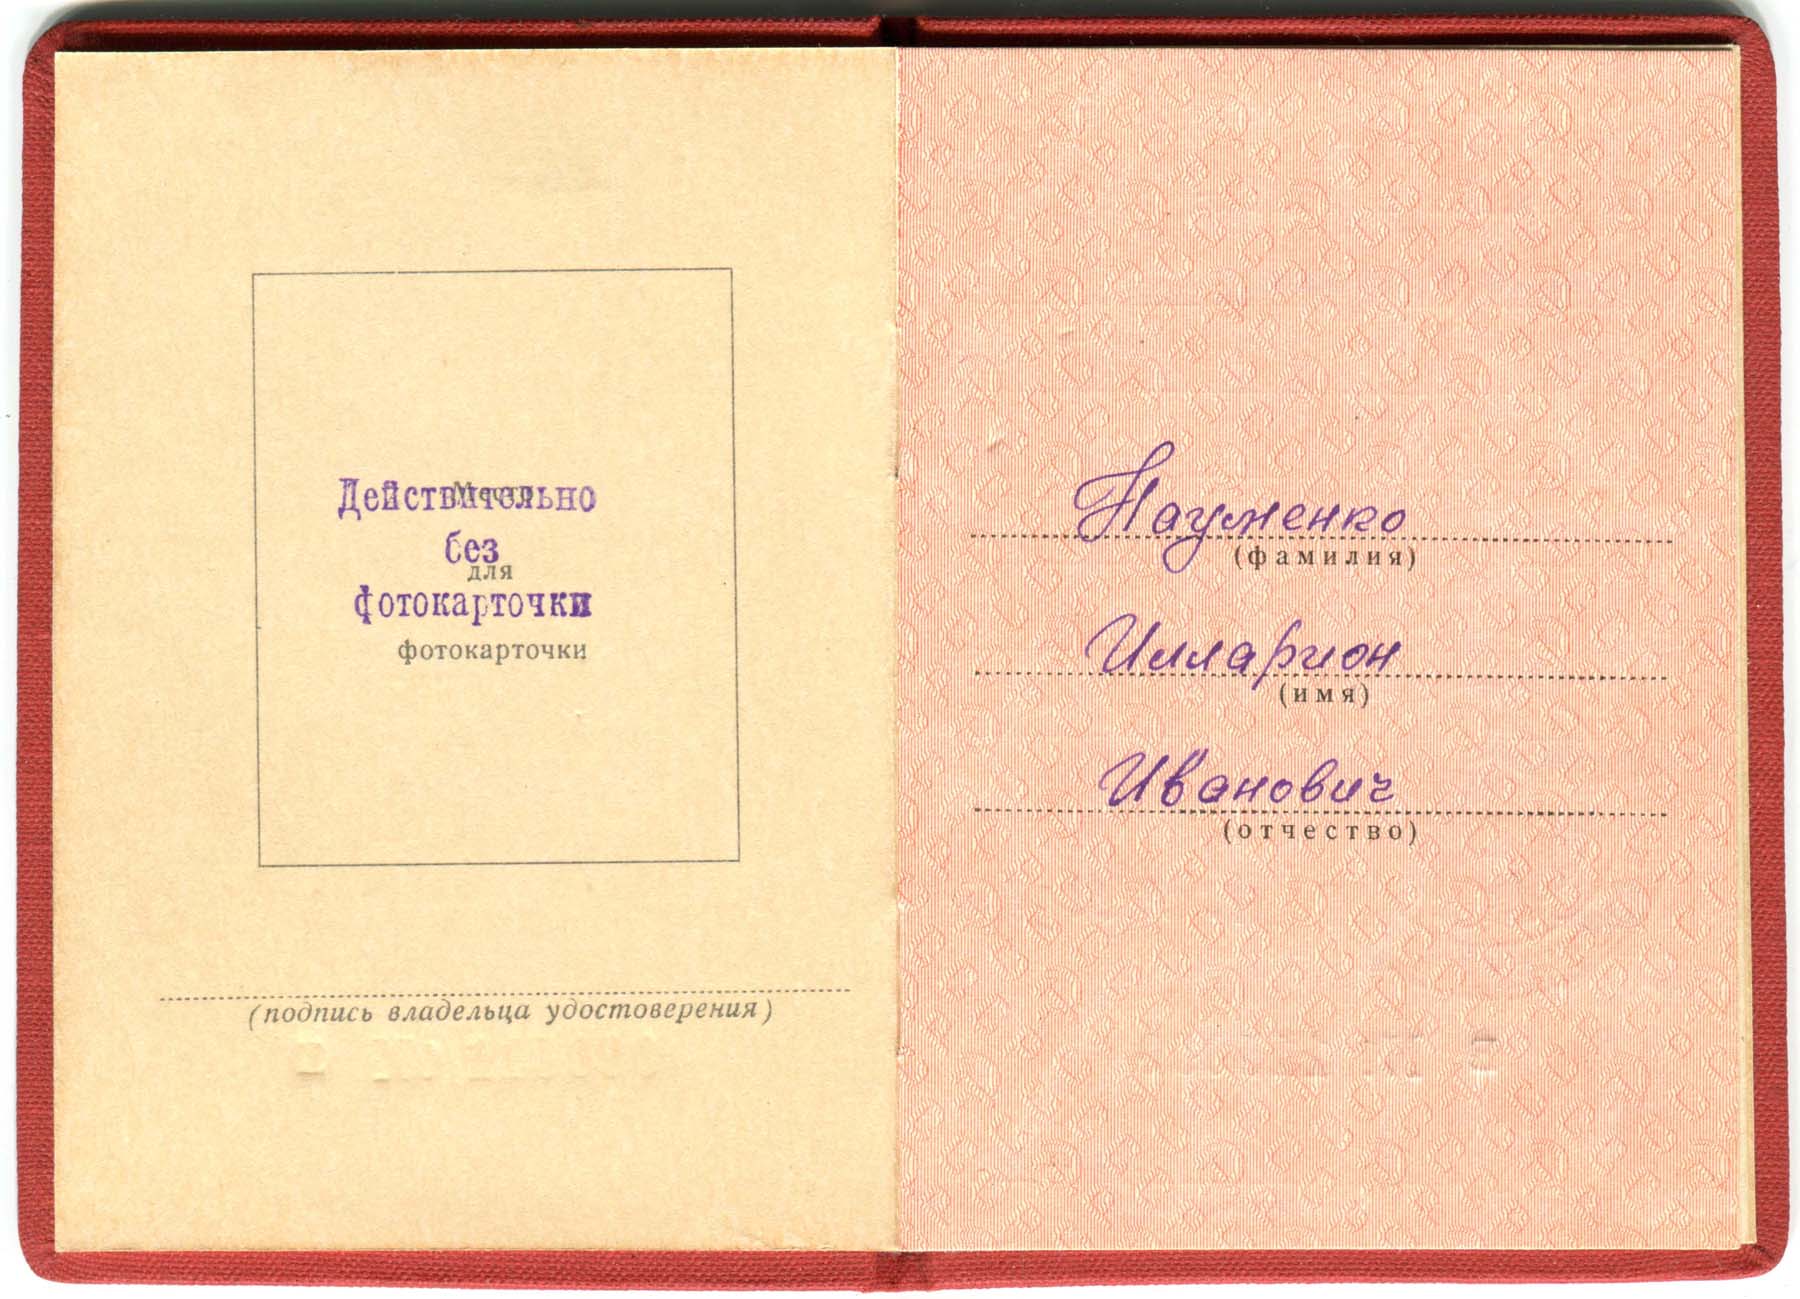 Действительно
Место
без
для
фотокарточки
фотокарточки
(подпись владельца удостоверения)
Науменко
(фамилия)
Илларион
(имя)
Иванович
(отчество)